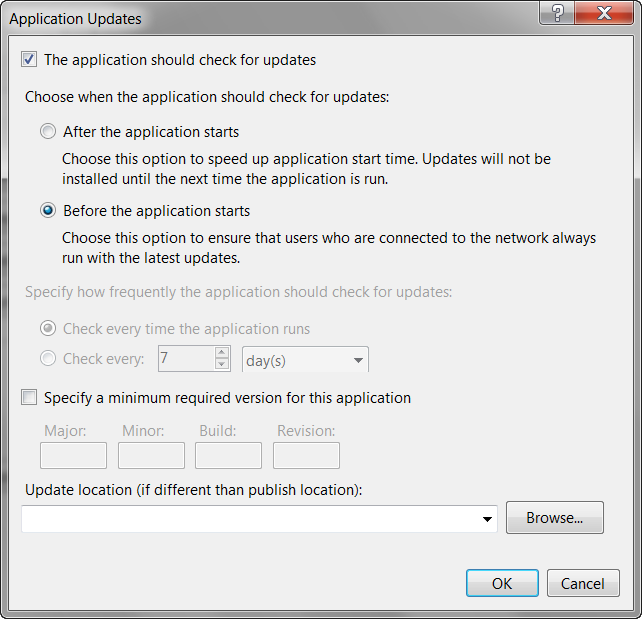 Application Updates
?
The application should check for updates
Choose when the application should check for updates:
After the application starts
Choose this option to speed up application start time. Updates will not be
installed until the next time the application is run.
Before the application starts
Choose this option to ensure that users who are connected to the network always
run with the latest updates.
Specify how frequently the application should check for updates:
Check every time the application runs
Check every: 7 day(s)
Specify a minimum required version for this application
Major: Minor: Build: Revision:
Update location (if different than publish location):
Browse...
OK Cancel